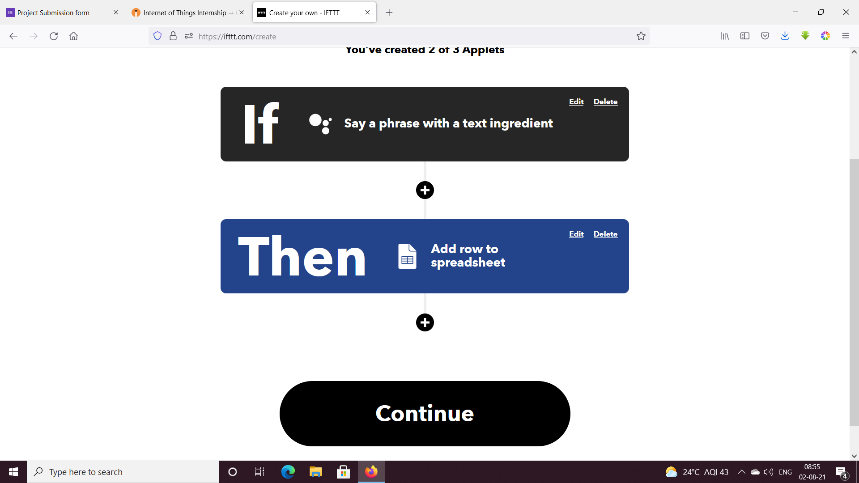 Project Submission form
Internet of Things Internship — C
Create your own - IFTTT
https://ifttt.com/create
You've created 2 of 3 Applets
If
Say a phrase with a text ingredient
Edit
Delete
Then
Add row to
spreadsheet
Edit
Delete
Continue
Type here to search
24°C AQI 43
ENG
08:55
02-08-21
4